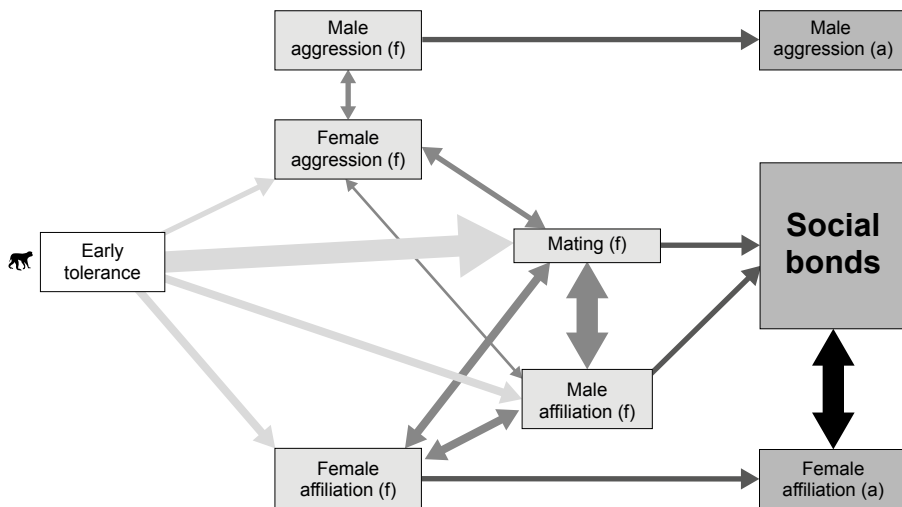 Male
aggression (f)
Male
aggression (a)
Female
aggression (f)
Early
tolerance
Mating (f)
Social
bonds
Male
affiliation (f)
Female
affiliation (f)
Female
affiliation (a)